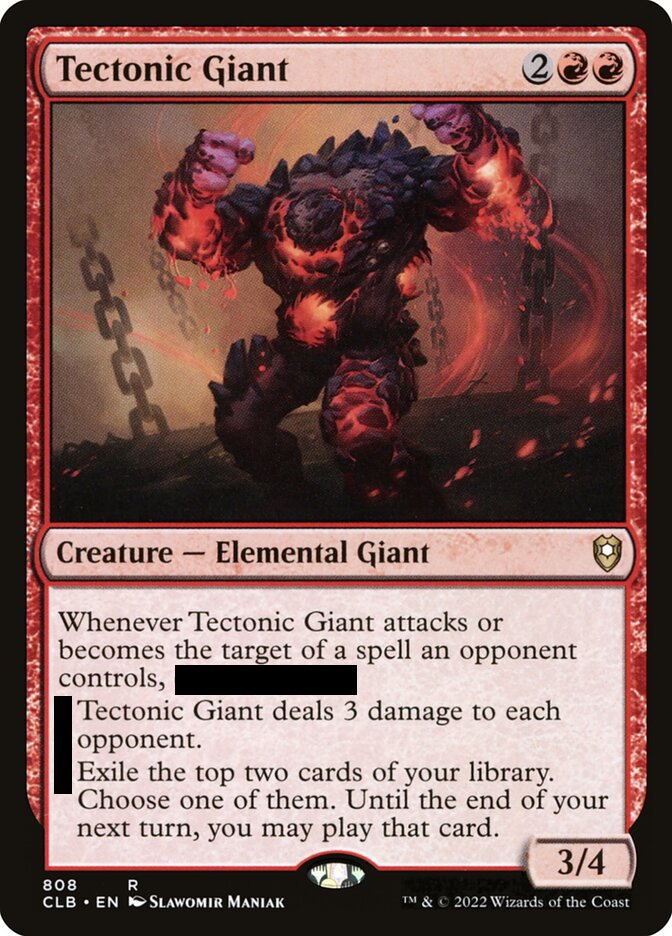 Tectonic Giant 2
Creature — Elemental Giant
Whenever Tectonic Giant attacks or
becomes the target of a spell an opponent
controls,
Tectonic Giant deals 3 damage to each
opponent.
Exile the top two cards of your library.
Choose one of them. Until the end of your
next turn, you may play that card.
3/4
808 R
CLB • EN Slawomir Maniak
™ & © 2022 Wizards of the Coast